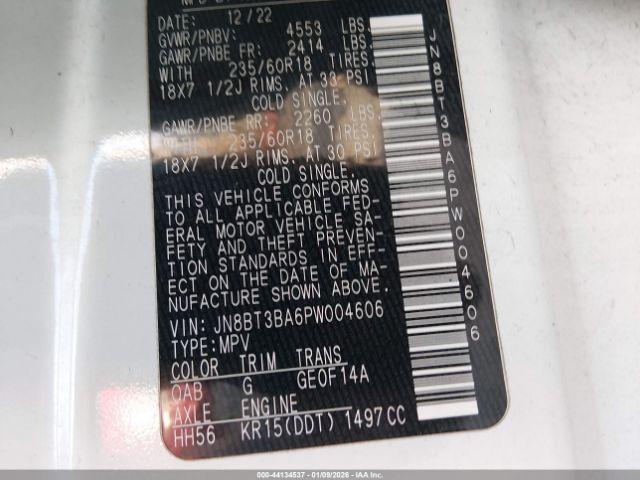 DATE: 12/22
GVWR/PNBV: 4553 LBS.
GAWR/PNBE FR: 2414 LBS.
WITH 235/60R18 TIRES.
18X7 1/2J RIMS. AT 33 PSI
COLD SINGLE.
GAWR/PNBE RR: 2260 LBS.
WITH 235/60R18 TIRES.
18X7 1/2J RIMS. AT 30 PSI
COLD SINGLE.
THIS VEHICLE CONFORMS
TO ALL APPLICABLE FED-
ERAL MOTOR VEHICLE SA-
FETY AND THEFT PREVEN-
TION STANDARDS IN EFF-
ECT ON THE DATE OF MA-
NUFACTURE SHOWN ABOVE.
VIN: JN8BT3BA6PW004606
TYPE: MPV
COLOR TRIM TRANS
QAB G GE0F14A
AXLE ENGINE
HH56 KR15(DDT) 1497CC
JN8BT3BA6PW004606
000-44134537 - 01/09/2026 - IAAI.COM